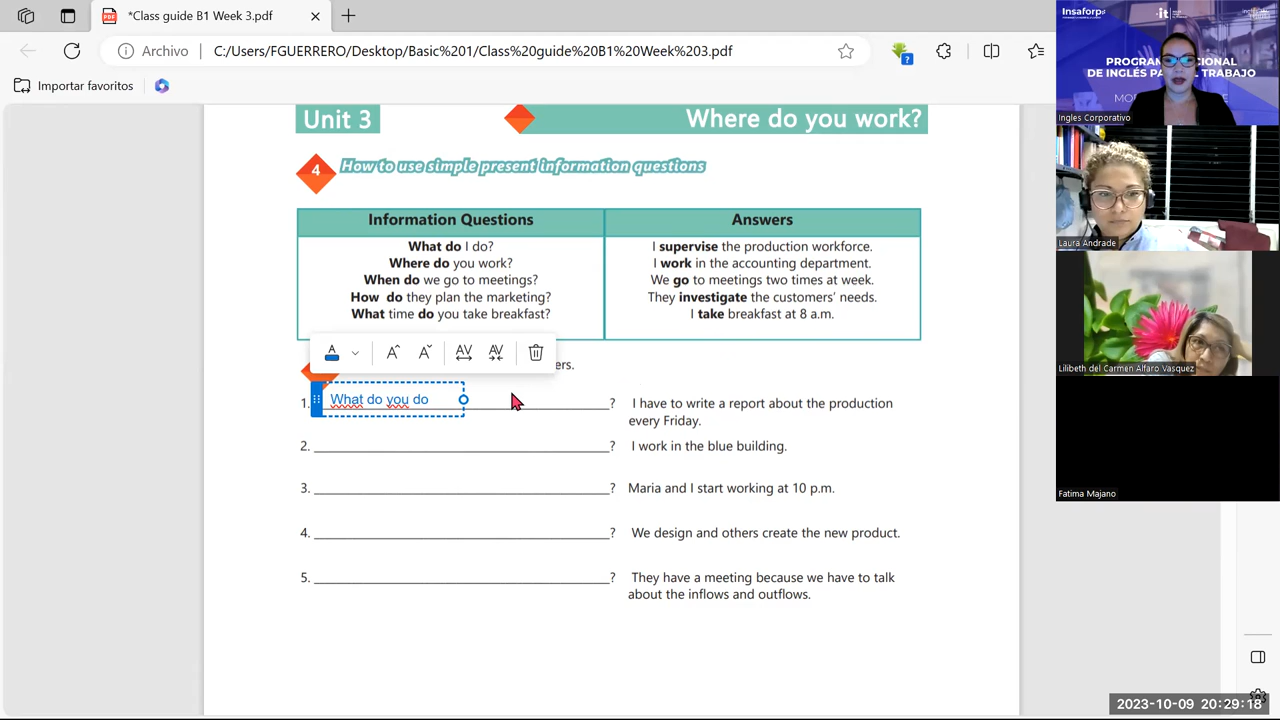 *Class guide B1 Week 3.pdf
Archivo
C:/Users/FGUERRERO/Desktop/Basic%201/Class%20guide%20B1%20Week%203.pdf
Importar favoritos
Unit 3
Where do you work?
4
How to use simple present information questions
Information Questions
Answers
What do I do?
I supervise the production workforce.
Where do you work?
I work in the accounting department.
When do we go to meetings?
We go to meetings two times at week.
How do they plan the marketing?
They investigate the customers' needs.
What time do you take breakfast?
I take breakfast at 8 a.m.
ers.
1. What do you do ? I have to write a report about the production
every Friday.
2. ? I work in the blue building.
3. ? Maria and I start working at 10 p.m.
4. ? We design and others create the new product.
5. ? They have a meeting because we have to talk
about the inflows and outflows.
Insaforp
Ingles Corporativo
Laura Andrade
Lilibeth del Carmen Alfaro Vasquez
Fatima Majano
2023-10-09 20:29:18